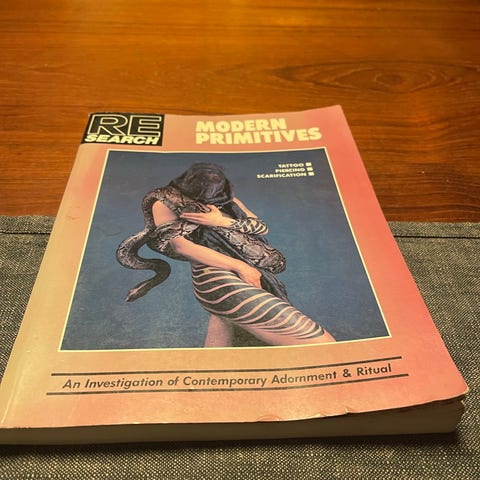 RE
SEARCH
MODERN
PRIMITIVES
TATTOO
PIERCING
SCARIFICATION
An Investigation of Contemporary Adornment & Ritual